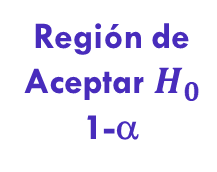 Región de
Aceptar H₀
1-α